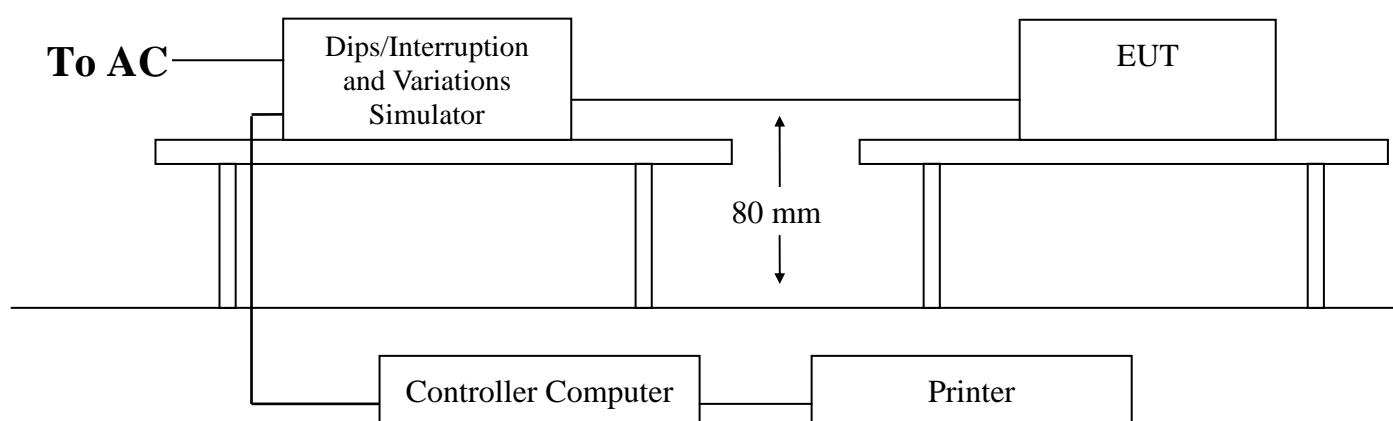 To AC
Dips/Interruption
and Variations
Simulator
EUT
80 mm
Controller Computer
Printer